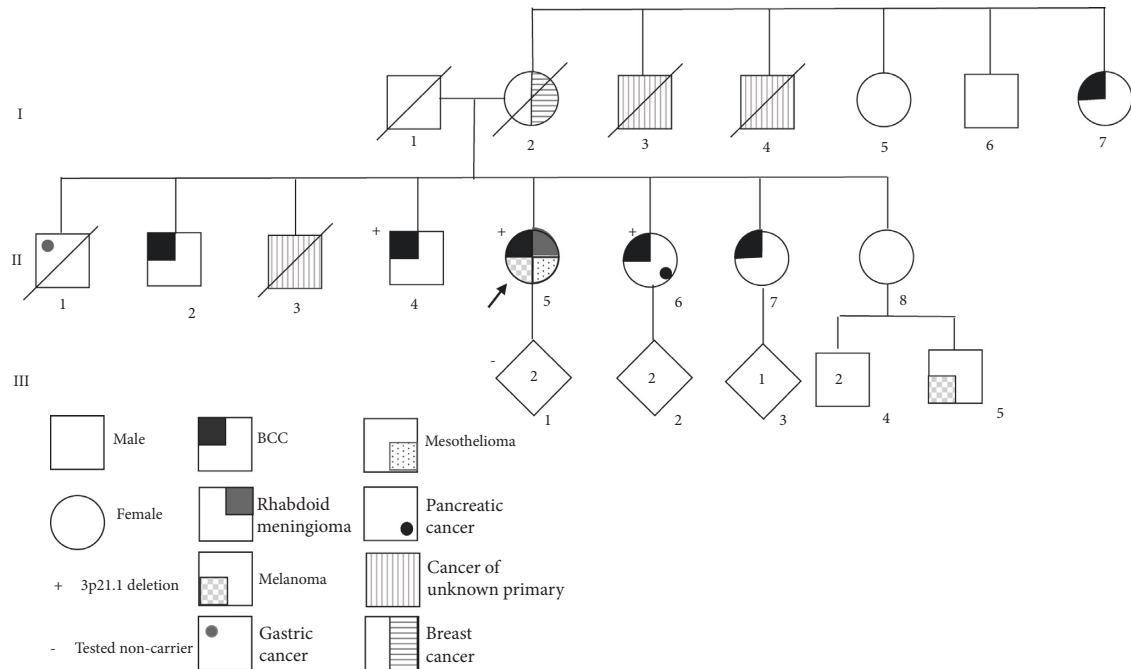 I
1
2
3
4
5
6
7
+
+
+
II
1
2
3
4
5
6
7
8
-
2
2
1
2
III
1
2
3
4
5
Male
BCC
Mesothelioma
Female
Rhabdoid
meningioma
Pancreatic
cancer
+ 3p21.1 deletion
Melanoma
Cancer of
unknown primary
- Tested non-carrier
Gastric
cancer
Breast
cancer